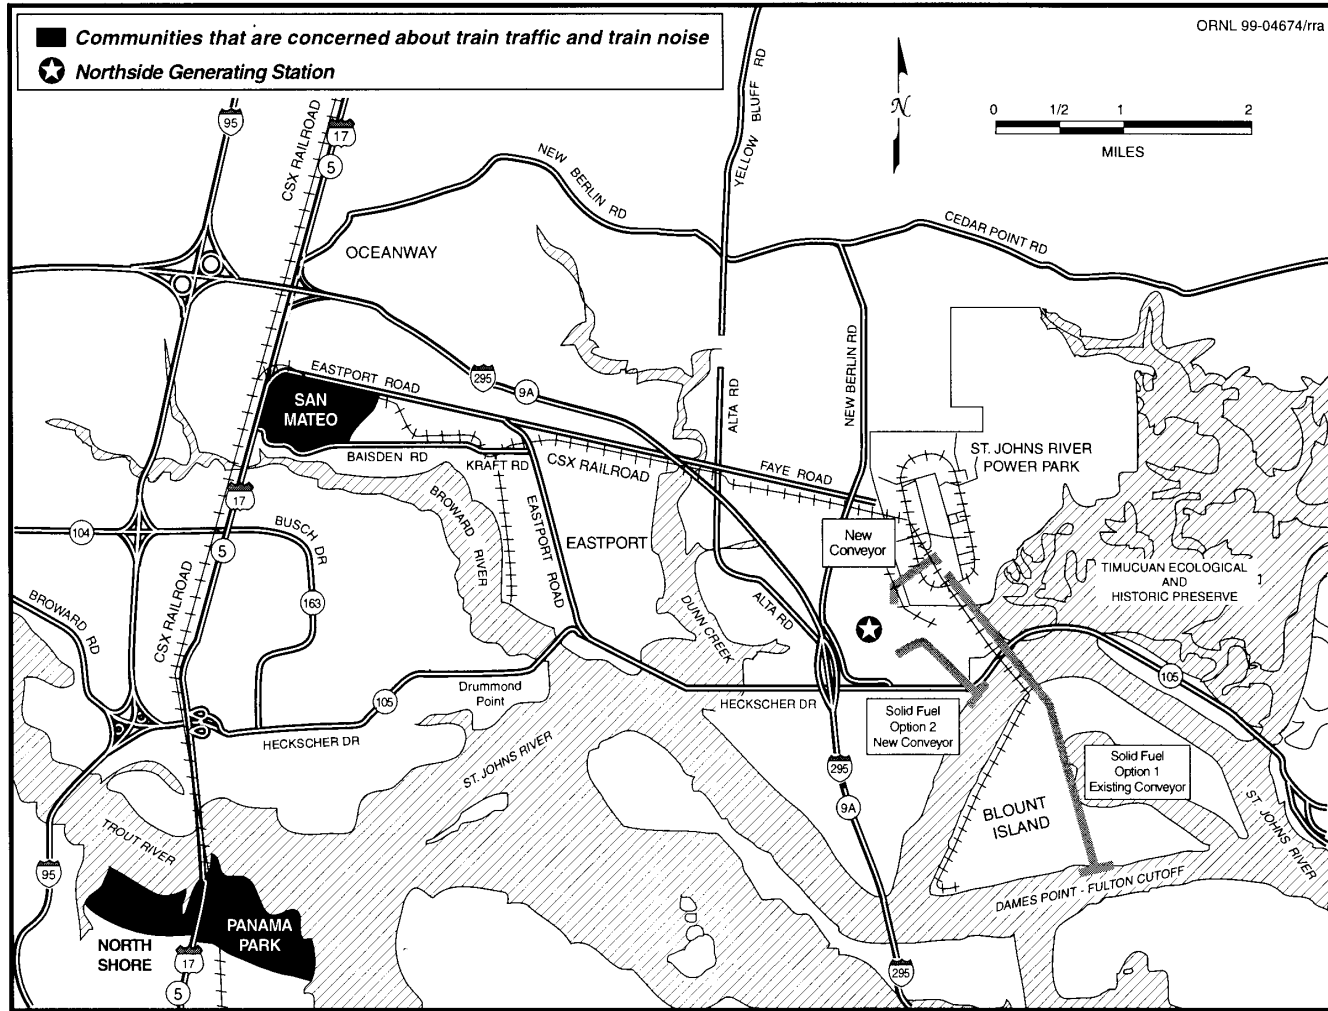 Communities that are concerned about train traffic and train noise
Northside Generating Station
ORNL 99-04674/rra
N
0 1/2 1 2
MILES
95
CSX RAILROAD
17
5
YELLOW BLUFF RD
NEW BERLIN RD
CEDAR POINT RD
OCEANWAY
EASTPORT ROAD
295
9A
SAN
MATEO
ALTA RD
NEW BERLIN RD
BAISDEN RD
KRAFT RD
CSX RAILROAD
FAYE ROAD
ST. JOHNS RIVER
POWER PARK
17
BROWARD
RIVER
EASTPORT ROAD
EASTPORT
New
Conveyor
104
5
BUSCH DR
163
BROWARD RD
CSX RAILROAD
DUNN CREEK
ALTA RD
TIMUCUAN ECOLOGICAL
AND
HISTORIC PRESERVE
105
Drummond
Point
HECKSCHER DR
HECKSCHER DR
105
Solid Fuel
Option 2
New Conveyor
ST. JOHNS RIVER
295
9A
Solid Fuel
Option 1
Existing Conveyor
BLOUNT
ISLAND
ST. JOHNS RIVER
TROUT RIVER
95
DAMES POINT - FULTON CUTOFF
PANAMA
PARK
NORTH
SHORE
17
5
295